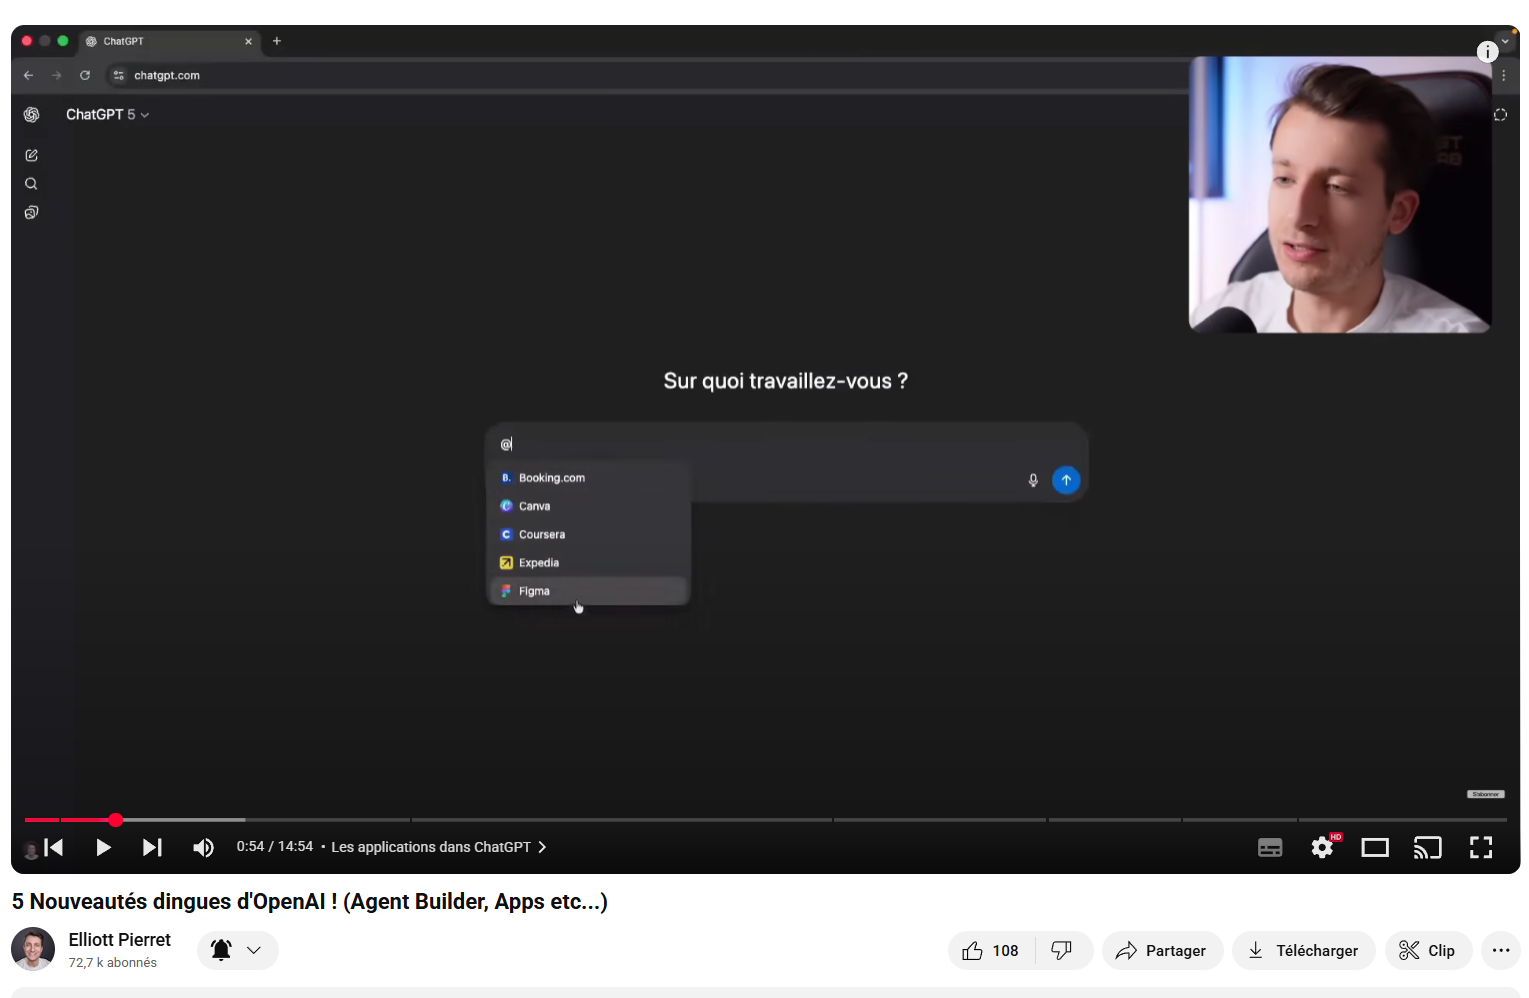 ChatGPT
chatgpt.com
ChatGPT 5
Sur quoi travaillez-vous ?
@
Booking.com
Canva
Coursera
Expedia
Figma
S'abonner
HD
0:54 / 14:54 • Les applications dans ChatGPT
5 Nouveautés dingues d'OpenAI ! (Agent Builder, Apps etc...)
Elliott Pierret
72,7 k abonnés
108
Partager
Télécharger
Clip